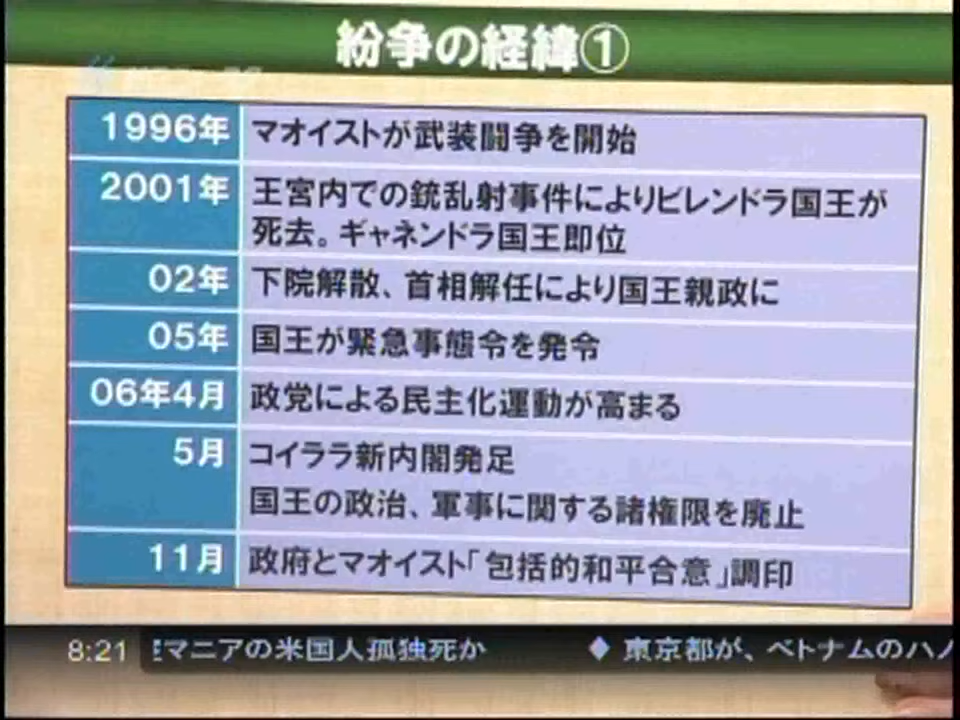 紛争の経緯①
1996年 マオイストが武装闘争を開始
2001年 王宮内での銃乱射事件によりビレンドラ国王が
死去。ギャネンドラ国王即位
02年 下院解散、首相解任により国王親政に
05年 国王が緊急事態令を発令
06年4月 政党による民主化運動が高まる
5月 コイララ新内閣発足
国王の政治、軍事に関する諸権限を廃止
11月 政府とマオイスト「包括的和平合意」調印
8:21 マニアの米国人孤独死か ◆ 東京都が、ベトナムのハノ